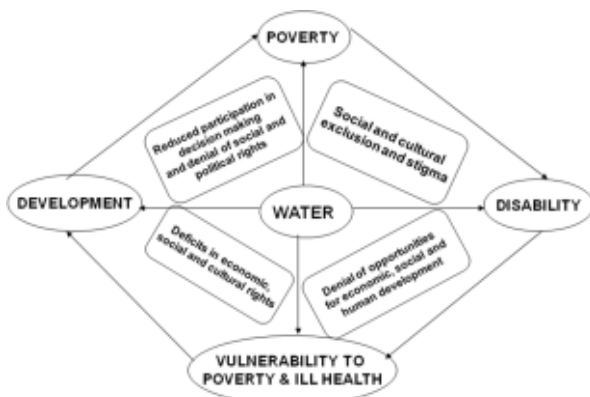 POVERTY
Reduced participation in
decision making
and denial of social and
political rights
Social and cultural
exclusion and stigma
DEVELOPMENT
WATER
DISABILITY
Deficits in economic,
social and cultural rights
Denial of opportunities
for economic, social and
human development
VULNERABILITY TO
POVERTY & ILL HEALTH